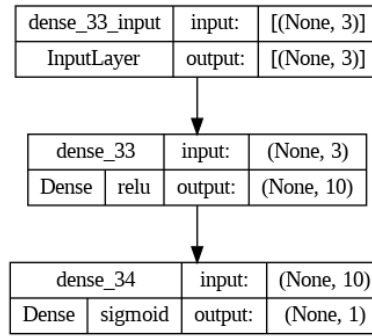 dense_33_input input: [(None, 3)]
InputLayer output: [(None, 3)]
dense_33 input: (None, 3)
Dense relu output: (None, 10)
dense_34 input: (None, 10)
Dense sigmoid output: (None, 1)